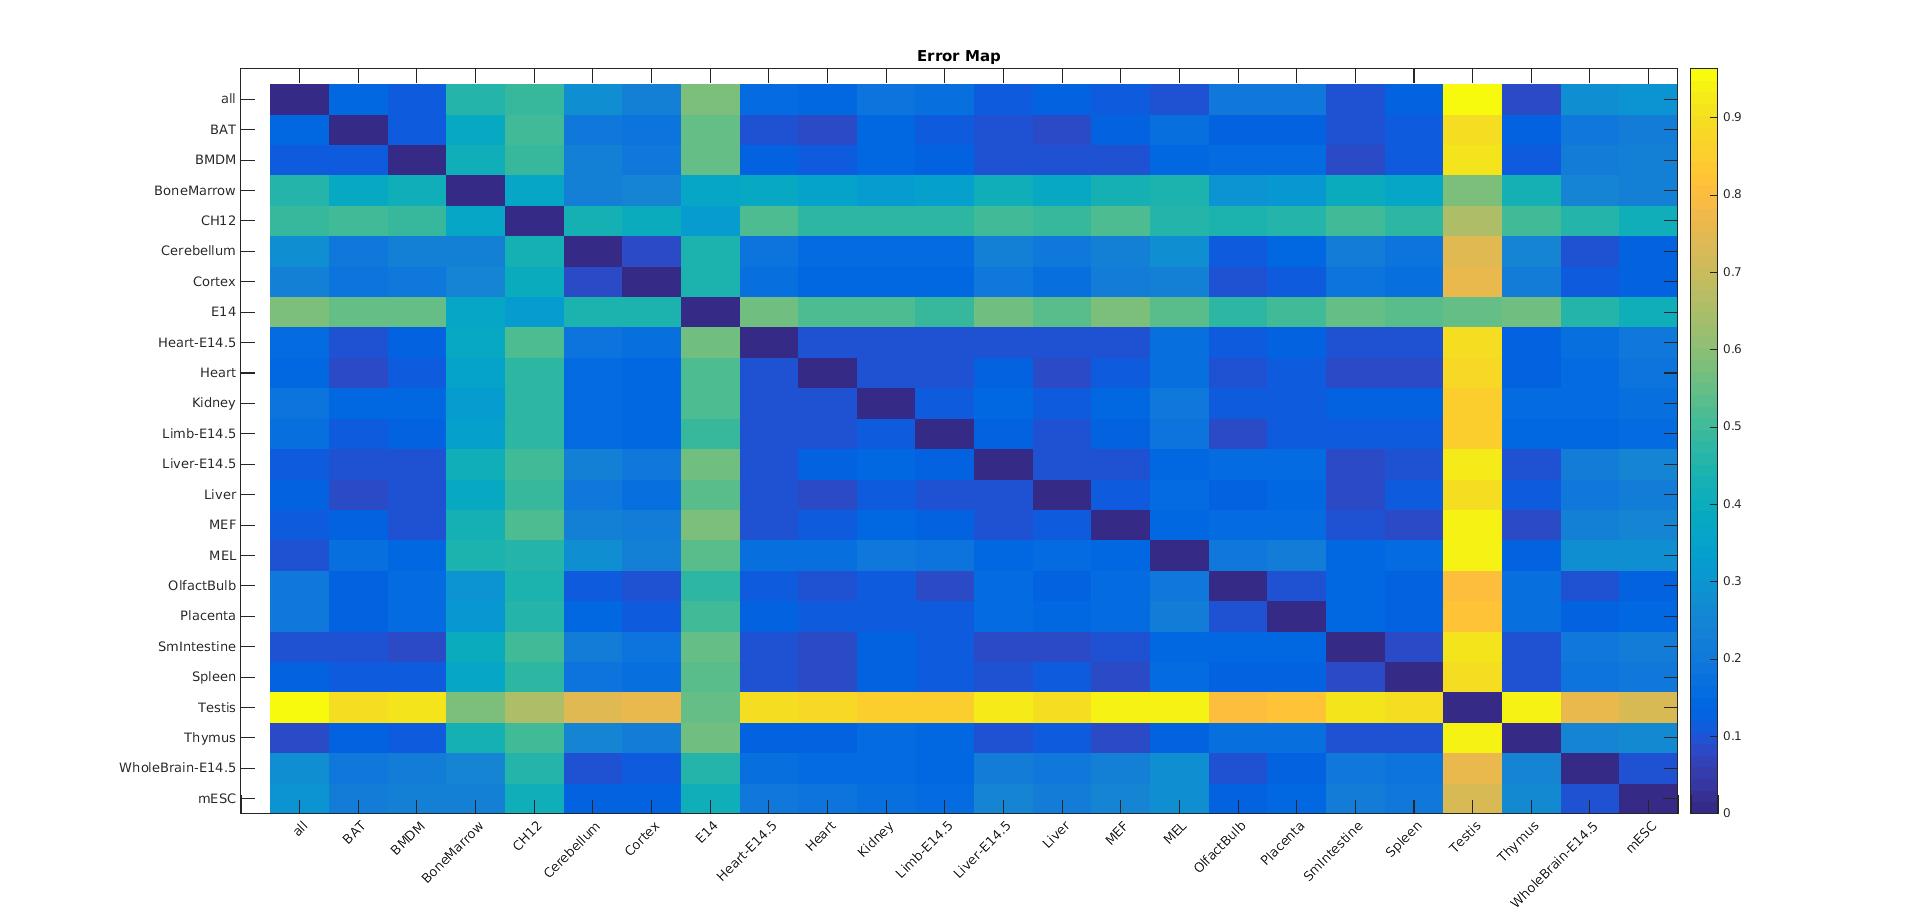 Error Map
all
BAT
BMDM
BoneMarrow
CH12
Cerebellum
Cortex
E14
Heart-E14.5
Heart
Kidney
Limb-E14.5
Liver-E14.5
Liver
MEF
MEL
OlfactBulb
Placenta
SmIntestine
Spleen
Testis
Thymus
WholeBrain-E14.5
mESC
all BAT BMDM BoneMarrow CH12 Cerebellum Cortex E14 Heart-E14.5 Heart Kidney Limb-E14.5 Liver-E14.5 Liver MEF MEL OlfactBulb Placenta SmIntestine Spleen Testis Thymus WholeBrain-E14.5 mESC
0.9
0.8
0.7
0.6
0.5
0.4
0.3
0.2
0.1
0